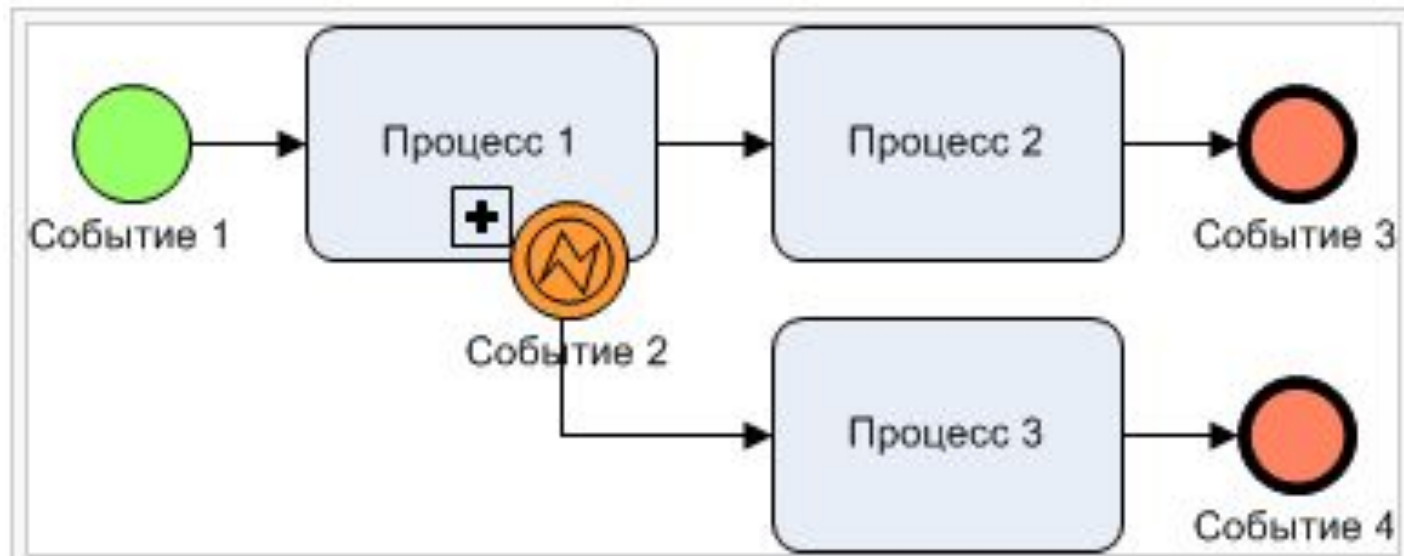 Процесс 1
Процесс 2
Событие 1
Событие 3
Событие 2
Процесс 3
Событие 4